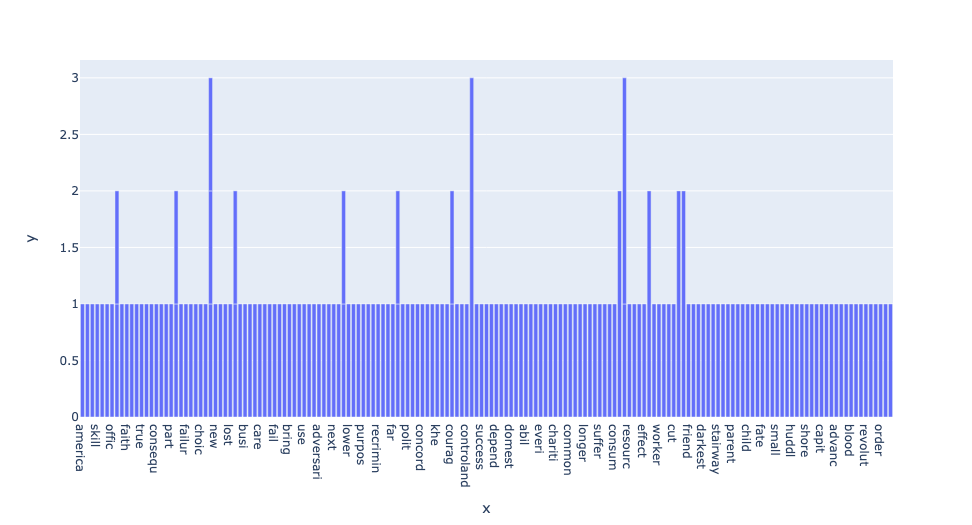 3
2.5
2
1.5
1
0.5
0
y
america
skill
offic
faith
true
consequ
part
failur
choic
new
lost
busi
care
fail
bring
use
adversari
next
lower
purpos
recrimin
far
polit
concord
khe
courag
controland
success
depend
domest
abil
everi
chariti
common
longer
suffer
consum
resourc
effect
worker
cut
friend
darkest
stairway
parent
child
fate
small
huddl
shore
capit
advanc
blood
revolut
order
x